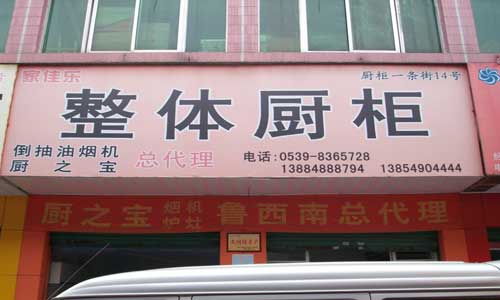 家佳乐
厨柜一条街14号
整体厨柜
倒抽油烟机
厨之宝
总代理
电话:0539-8365728
13884888794 13854904444
厨之宝 烟机 炉灶 鲁西南总代理